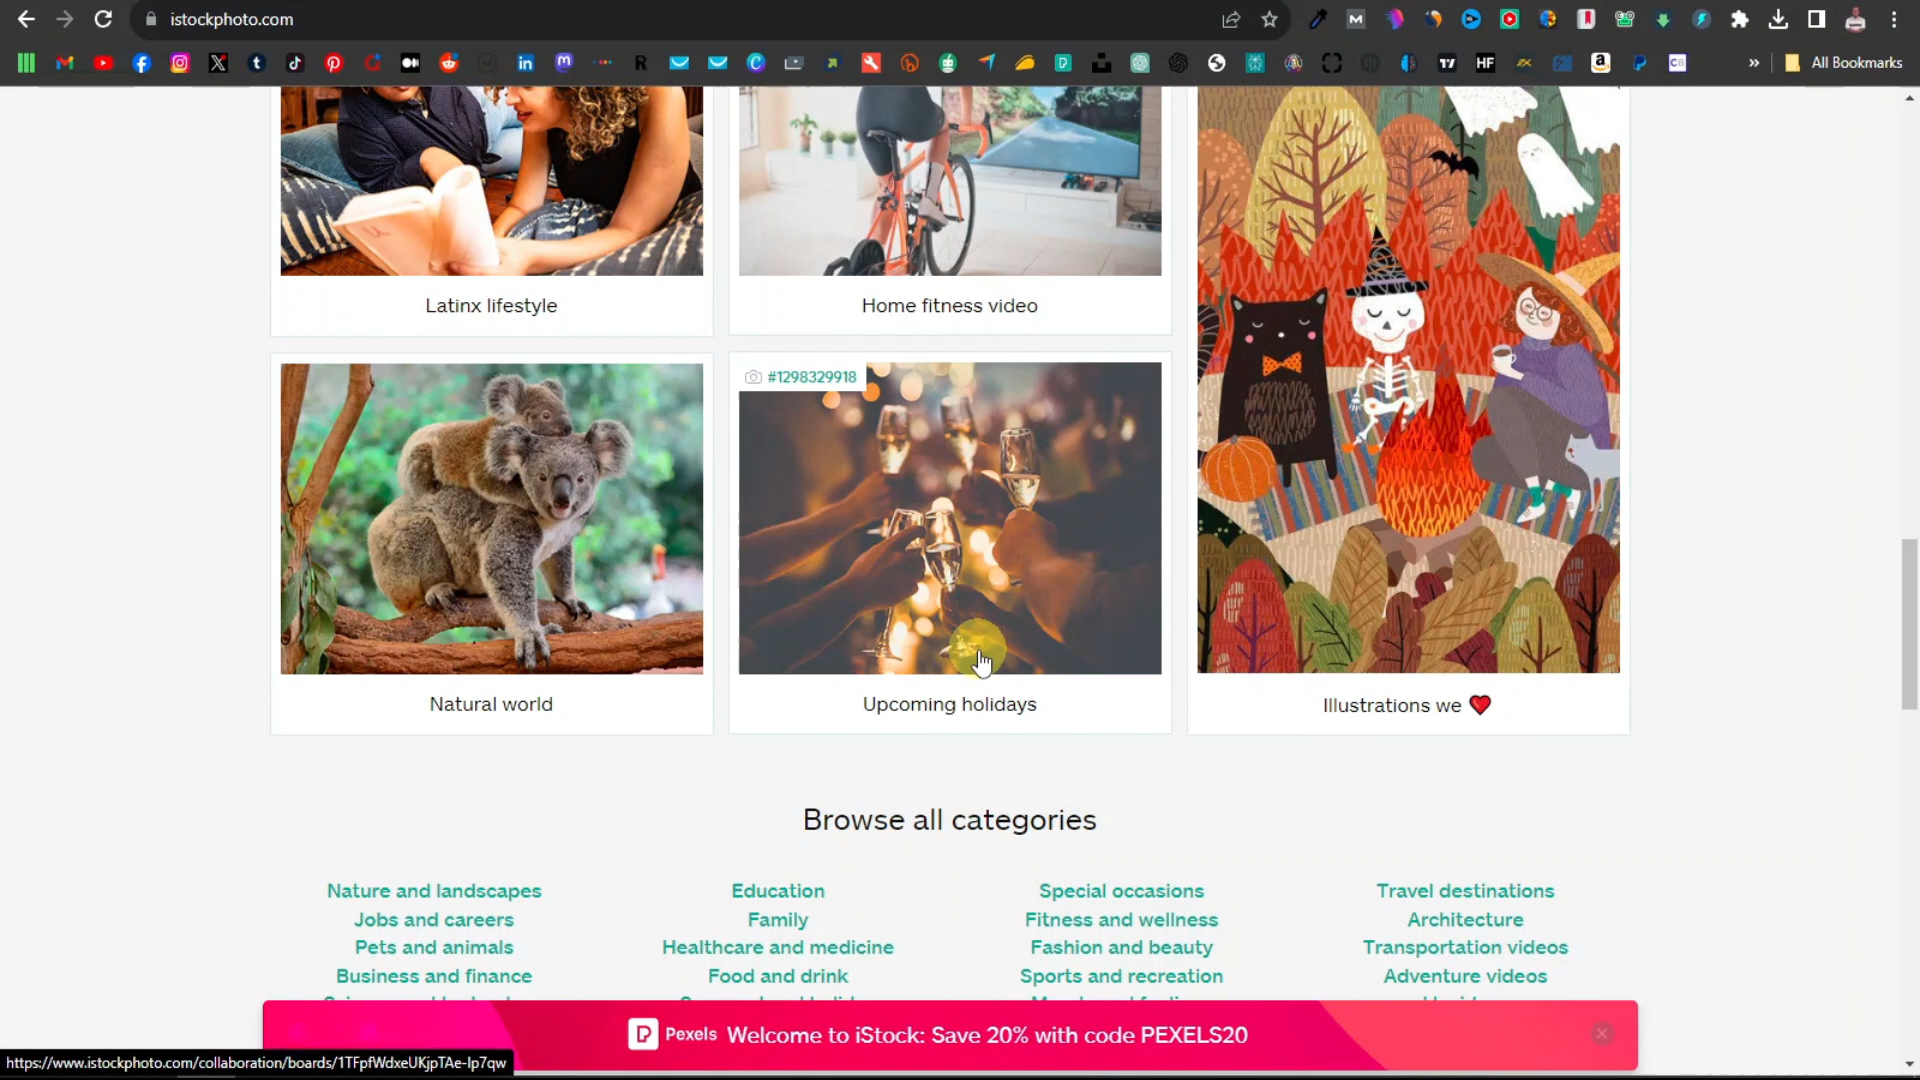 istockphoto.com
All Bookmarks
Latinx lifestyle
Home fitness video
#1298329918
Natural world
Upcoming holidays
Illustrations we ❤
Browse all categories
Nature and landscapes
Education
Special occasions
Travel destinations
Jobs and careers
Family
Fitness and wellness
Architecture
Pets and animals
Healthcare and medicine
Fashion and beauty
Transportation videos
Business and finance
Food and drink
Sports and recreation
Adventure videos
Pexels Welcome to iStock: Save 20% with code PEXELS20
https://www.istockphoto.com/collaboration/boards/1TFpfWdxeUKjpTAe-Ip7qw